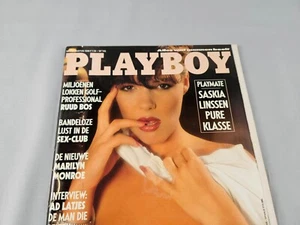 PLAYBOY
MILJOENEN
LOKKEN GOLF-
PROFESSIONAL
RUUD BOS
BANDELOZE
LUST IN DE
SEX-CLUB
DE NIEUWE
MARILYN
MONROE
INTERVIEW:
AD LATJES
DE MAN DIE
PLAYMATE
SASKIA
LINSSEN
PURE
KLASSE